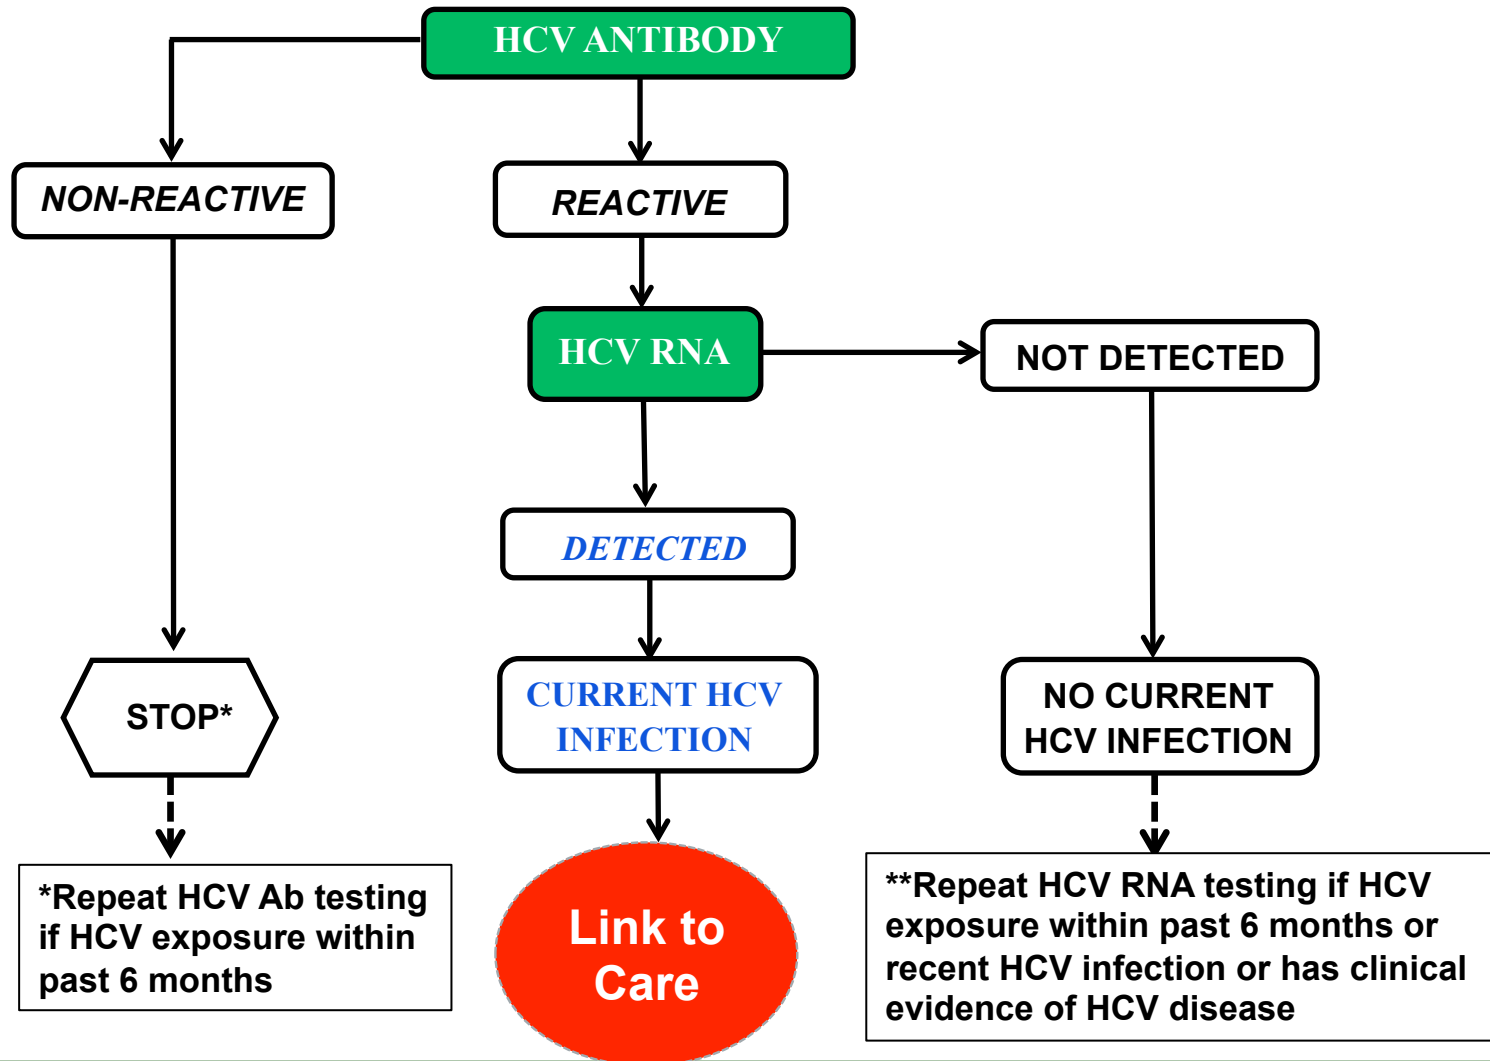 HCV ANTIBODY
NON-REACTIVE
REACTIVE
HCV RNA
NOT DETECTED
DETECTED
STOP*
CURRENT HCV
INFECTION
NO CURRENT
HCV INFECTION
*Repeat HCV Ab testing
if HCV exposure within
past 6 months
Link to
Care
**Repeat HCV RNA testing if HCV
exposure within past 6 months or
recent HCV infection or has clinical
evidence of HCV disease